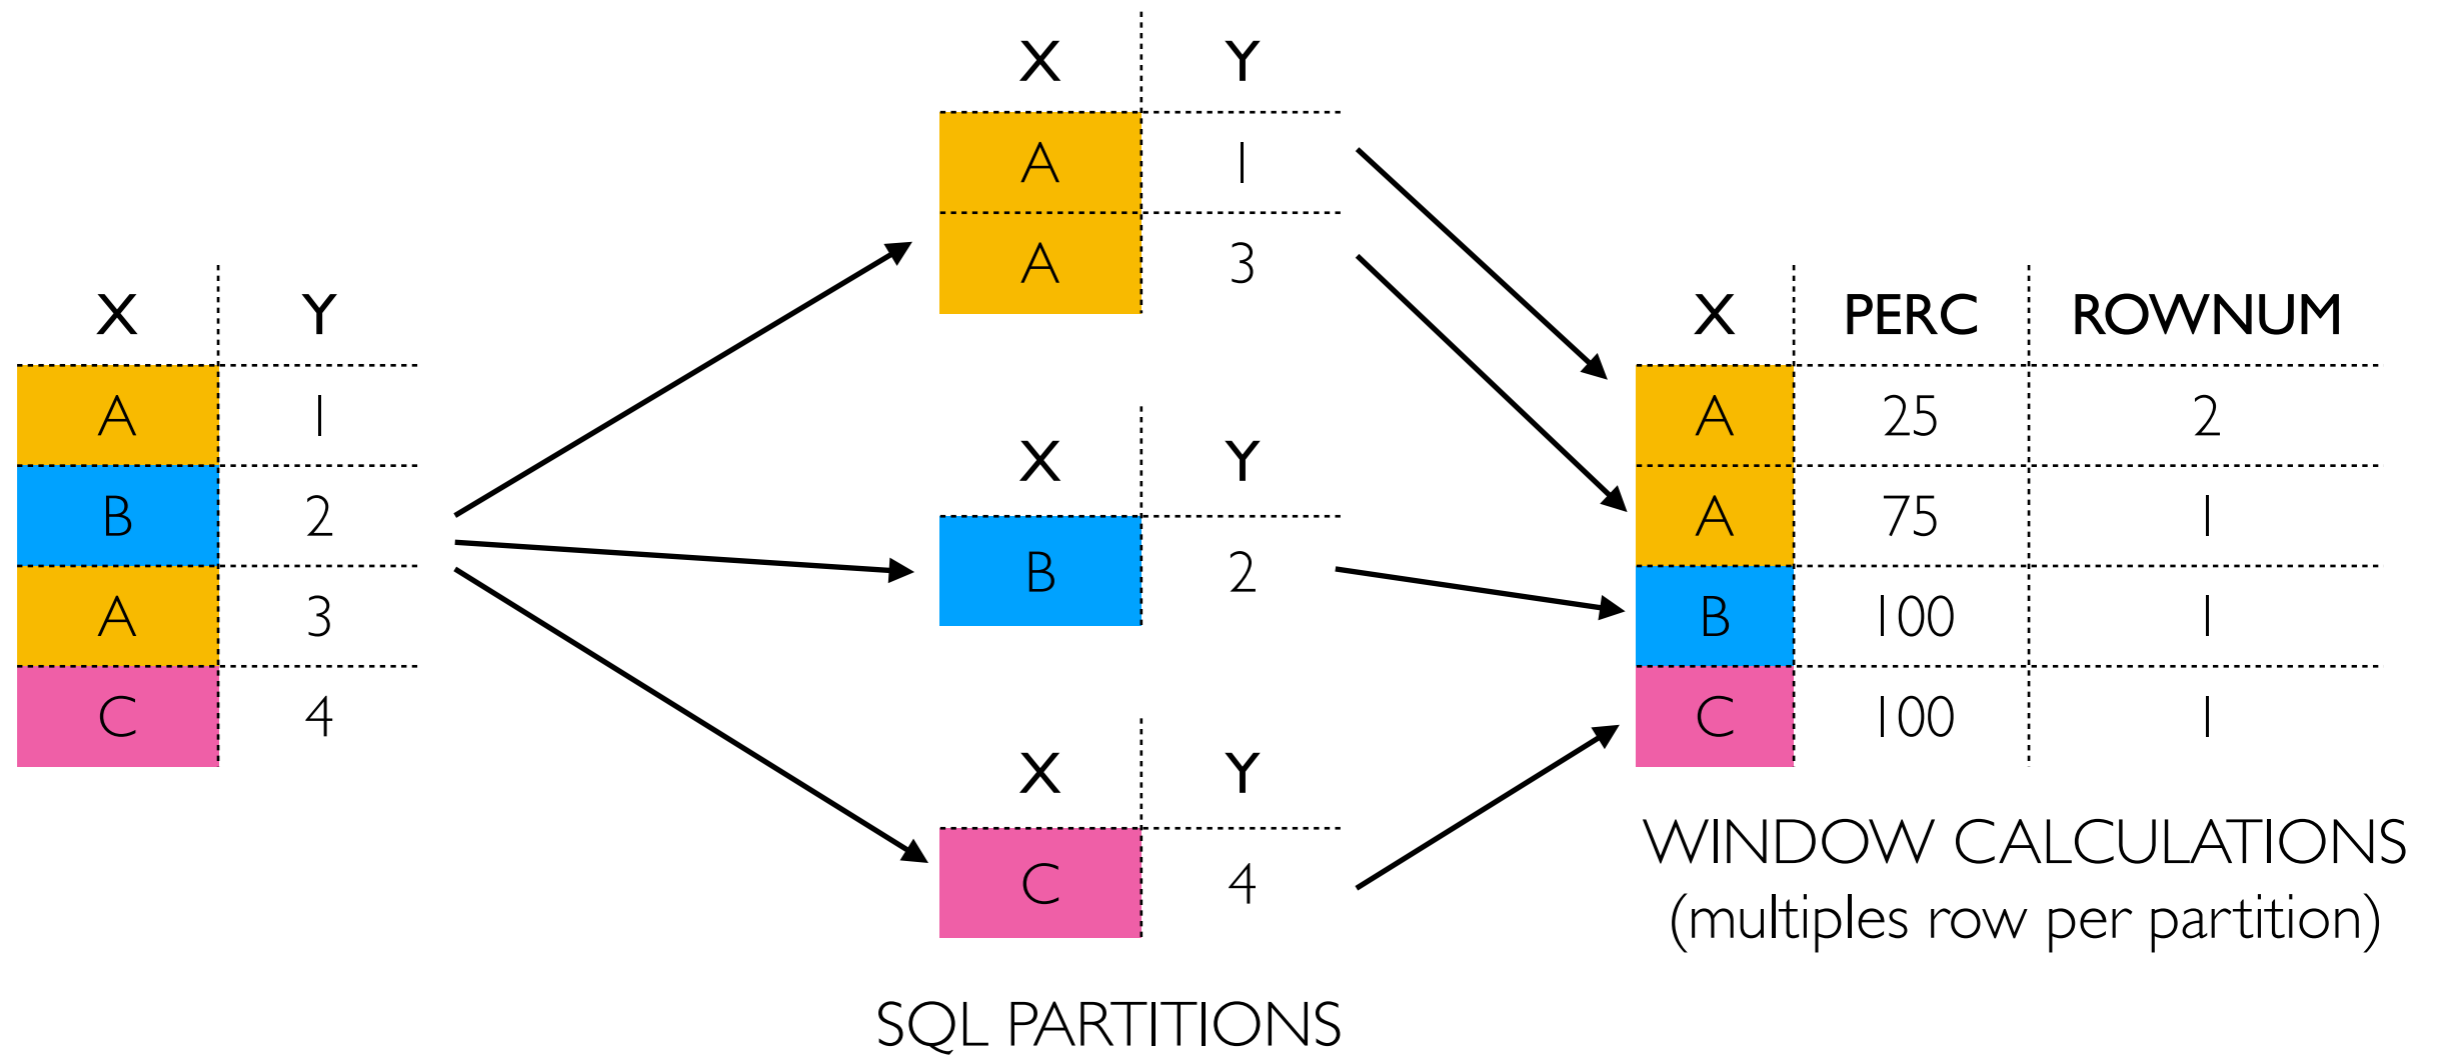 X Y
A 1
B 2
A 3
C 4
X Y
A 1
A 3
X Y
B 2
X Y
C 4
SQL PARTITIONS
X PERC ROWNUM
A 25 2
A 75 1
B 100 1
C 100 1
WINDOW CALCULATIONS
(multiples row per partition)